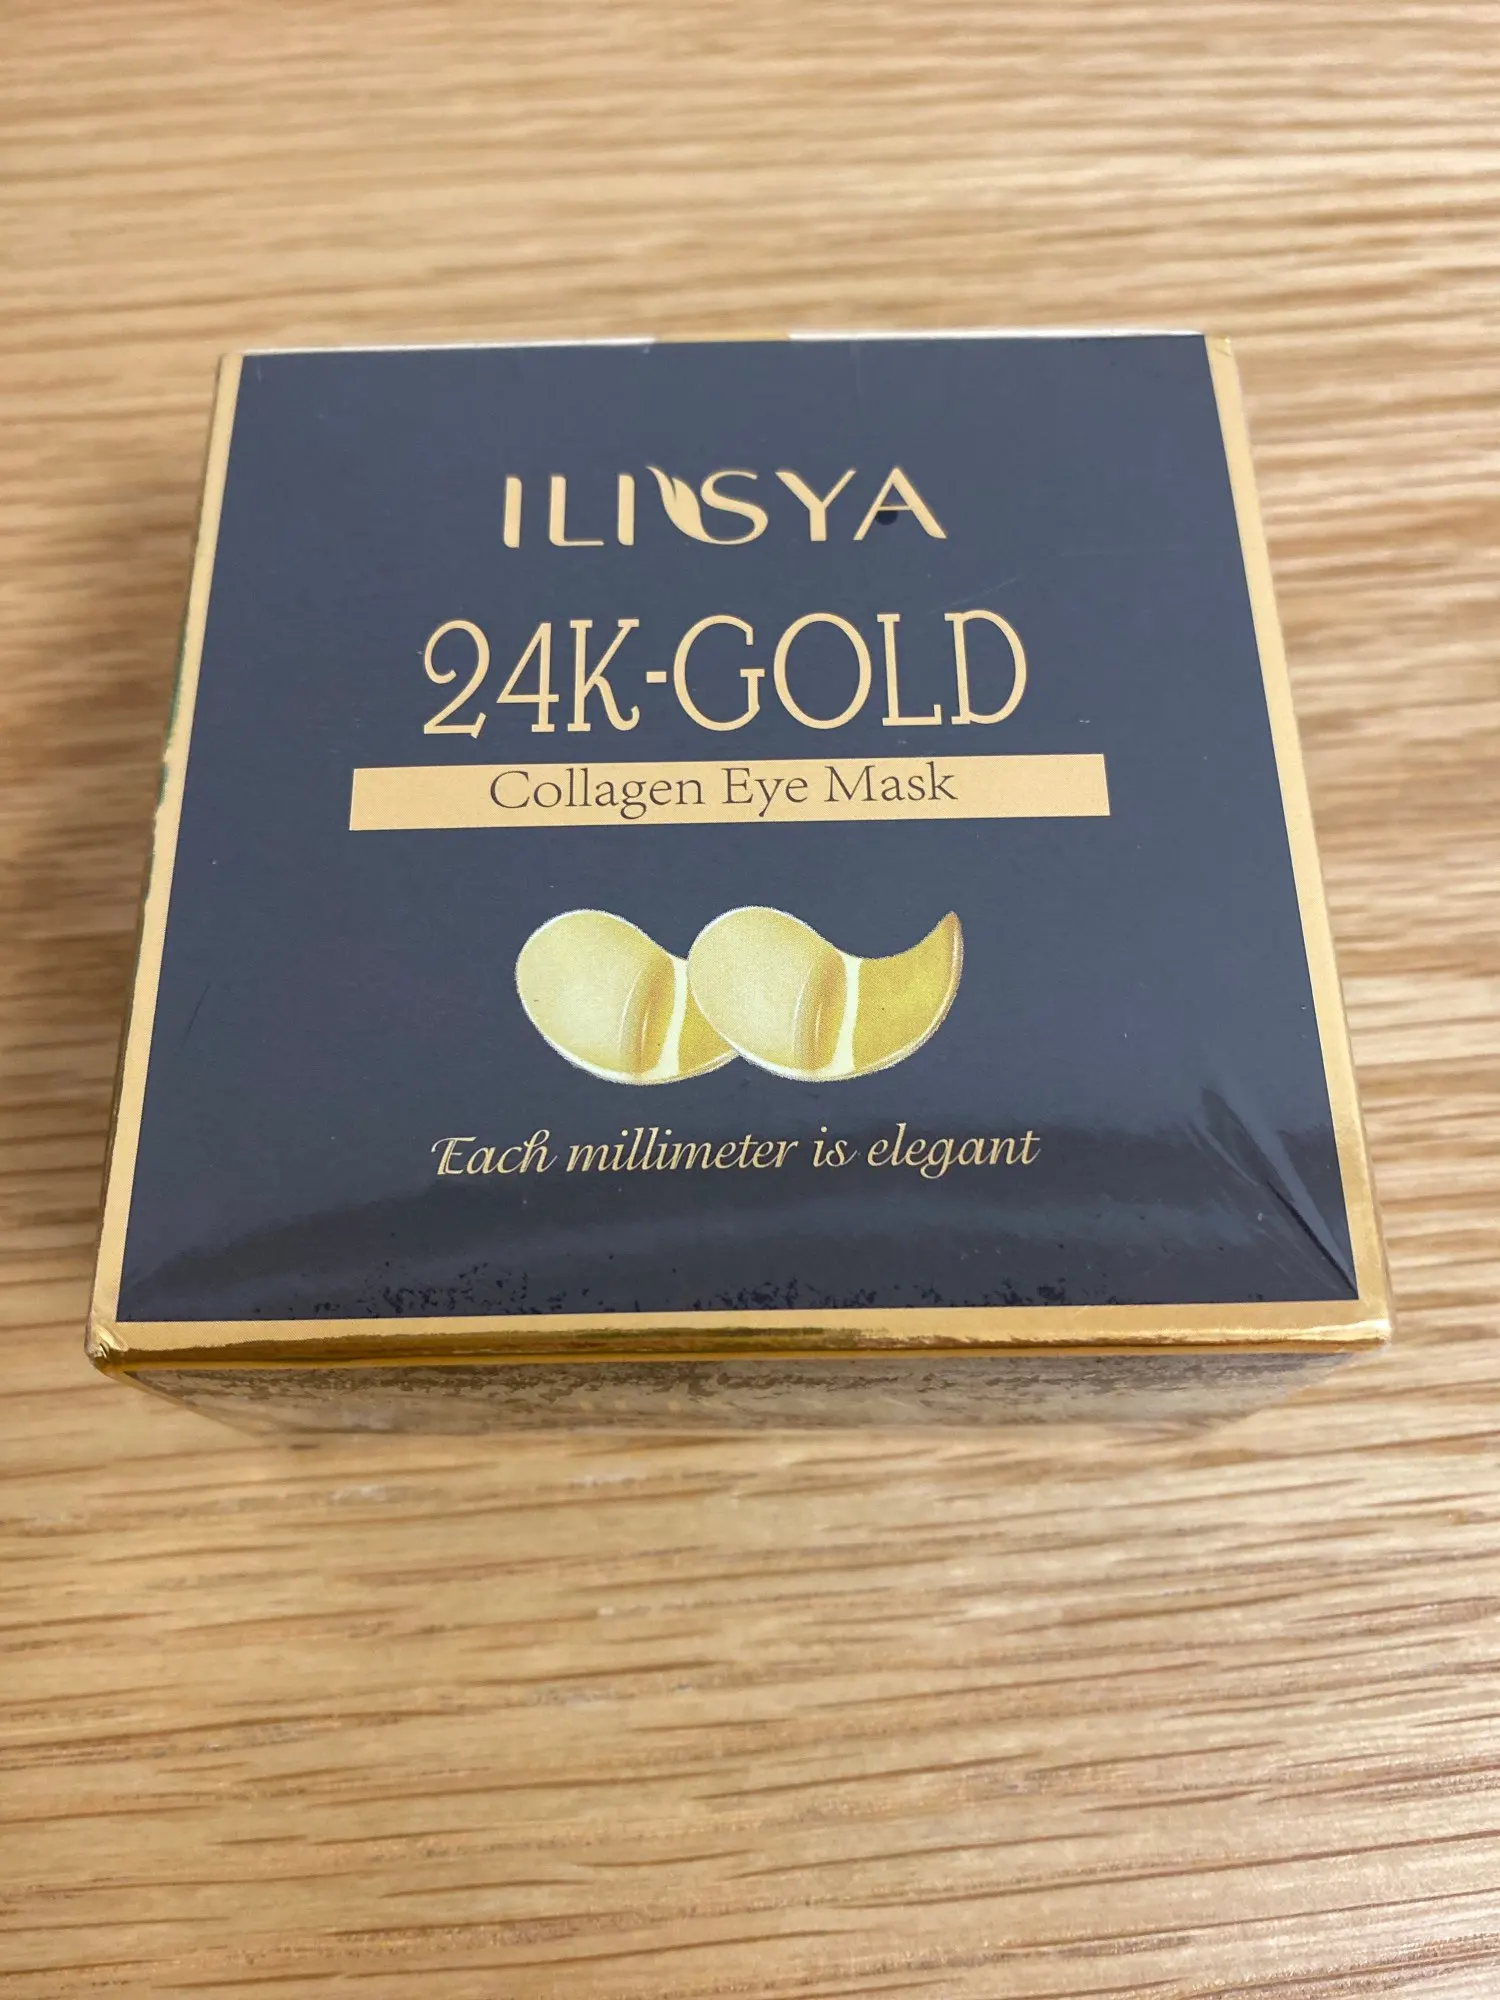 ILISYA
24K-GOLD
Collagen Eye Mask
Each millimeter is elegant